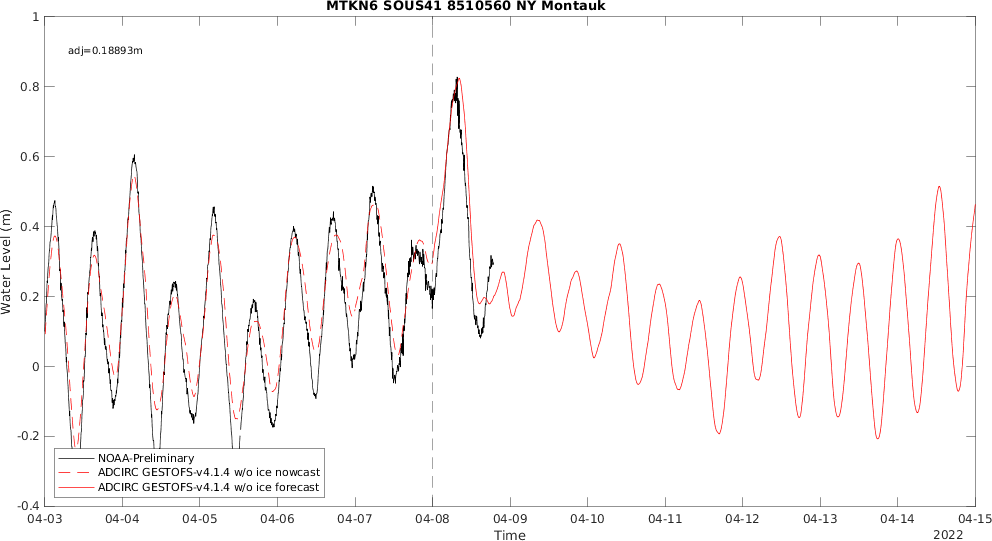 MTKN6 SOUS41 8510560 NY Montauk
adj=0.18893m
Water Level (m)
1
0.8
0.6
0.4
0.2
0
-0.2
-0.4
NOAA-Preliminary
ADCIRC GESTOFS-v4.1.4 w/o ice nowcast
ADCIRC GESTOFS-v4.1.4 w/o ice forecast
04-03 04-04 04-05 04-06 04-07 04-08 04-09 04-10 04-11 04-12 04-13 04-14 04-15
Time
2022